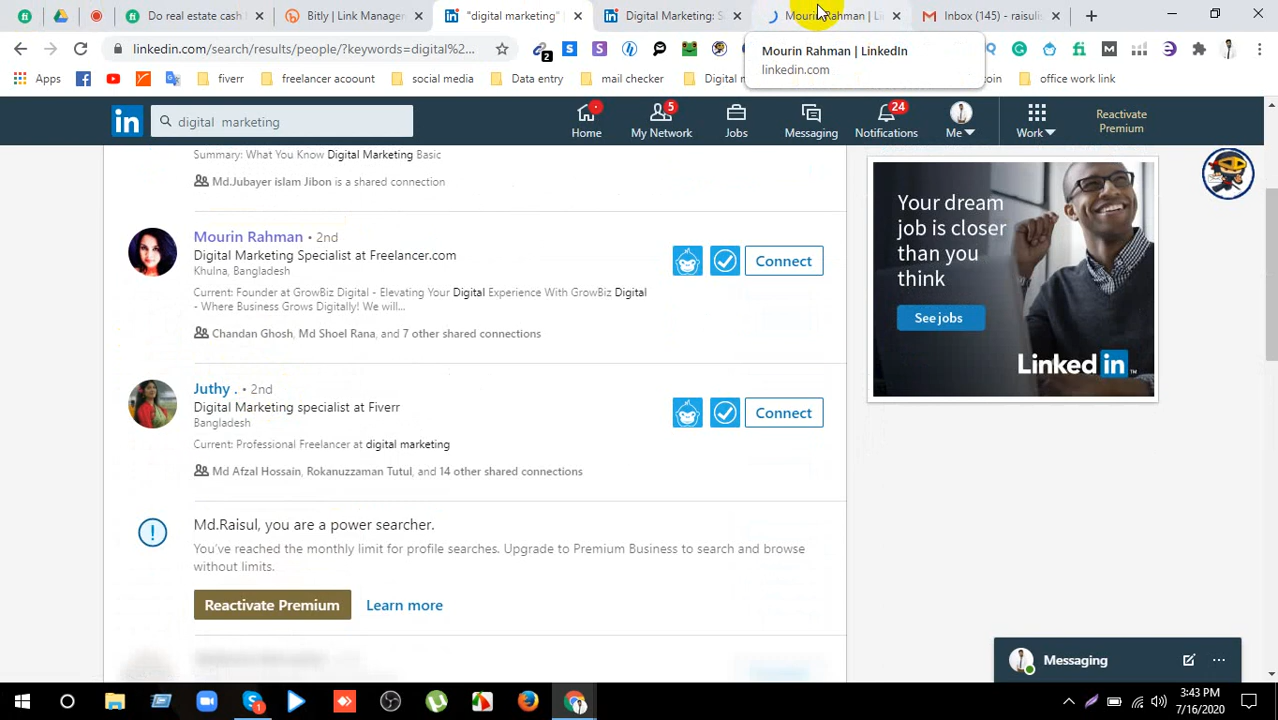 Do real estate cash
Bitly | Link Manager
"digital marketing"
Digital Marketing: S
Mourin Rahman | Li
Inbox (145) - raisuli
linkedin.com/search/results/people/?keywords=digital%2...
2
Mourin Rahman | LinkedIn
linkedin.com
Apps
fiverr
freelancer aoount
social media
Data entry
mail checker
Digital m
coin
office work link
in
digital marketing
Home
5
My Network
Jobs
Messaging
24
Notifications
Me
Work
Reactivate
Premium
Summary: What You Know Digital Marketing Basic
Md.Jubayer islam Jibon is a shared connection
Mourin Rahman • 2nd
Digital Marketing Specialist at Freelancer.com
Khulna, Bangladesh
Connect
Current: Founder at GrowBiz Digital - Elevating Your Digital Experience With GrowBiz Digital
- Where Business Grows Digitally! We will...
Chandan Ghosh, Md Shoel Rana, and 7 other shared connections
Juthy . • 2nd
Digital Marketing specialist at Fiverr
Bangladesh
Connect
Current: Professional Freelancer at digital marketing
Md Afzal Hossain, Rokanuzzaman Tutul, and 14 other shared connections
Md.Raisul, you are a power searcher.
You've reached the monthly limit for profile searches. Upgrade to Premium Business to search and browse
without limits.
Reactivate Premium
Learn more
Your dream
job is closer
than you
think
See jobs
LinkedIn
Messaging
3:43 PM
7/16/2020